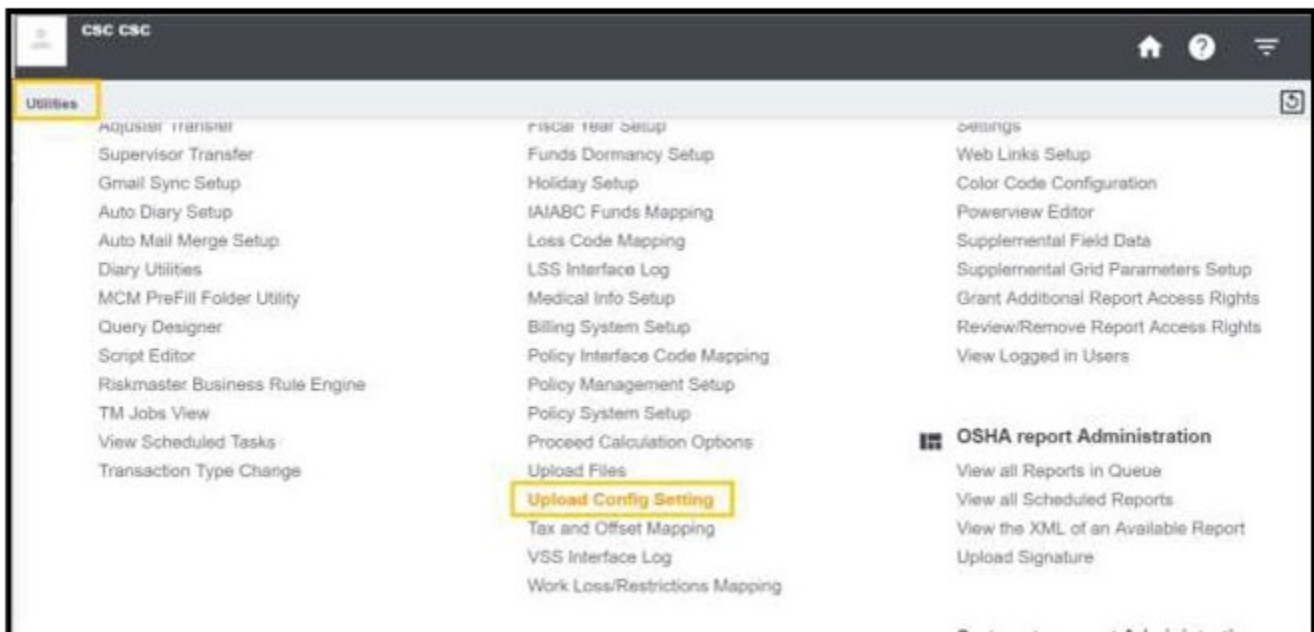 csc csc
Utilities
Adjuster Transfer
Supervisor Transfer
Gmail Sync Setup
Auto Diary Setup
Auto Mail Merge Setup
Diary Utilities
MCM PreFill Folder Utility
Query Designer
Script Editor
Riskmaster Business Rule Engine
TM Jobs View
View Scheduled Tasks
Transaction Type Change
Fiscal Year Setup
Funds Dormancy Setup
Holiday Setup
IAIABC Funds Mapping
Loss Code Mapping
LSS Interface Log
Medical Info Setup
Billing System Setup
Policy Interface Code Mapping
Policy Management Setup
Policy System Setup
Proceed Calculation Options
Upload Files
Upload Config Setting
Tax and Offset Mapping
VSS Interface Log
Work Loss/Restrictions Mapping
Settings
Web Links Setup
Color Code Configuration
Powerview Editor
Supplemental Field Data
Supplemental Grid Parameters Setup
Grant Additional Report Access Rights
Review/Remove Report Access Rights
View Logged in Users
OSHA report Administration
View all Reports in Queue
View all Scheduled Reports
View the XML of an Available Report
Upload Signature